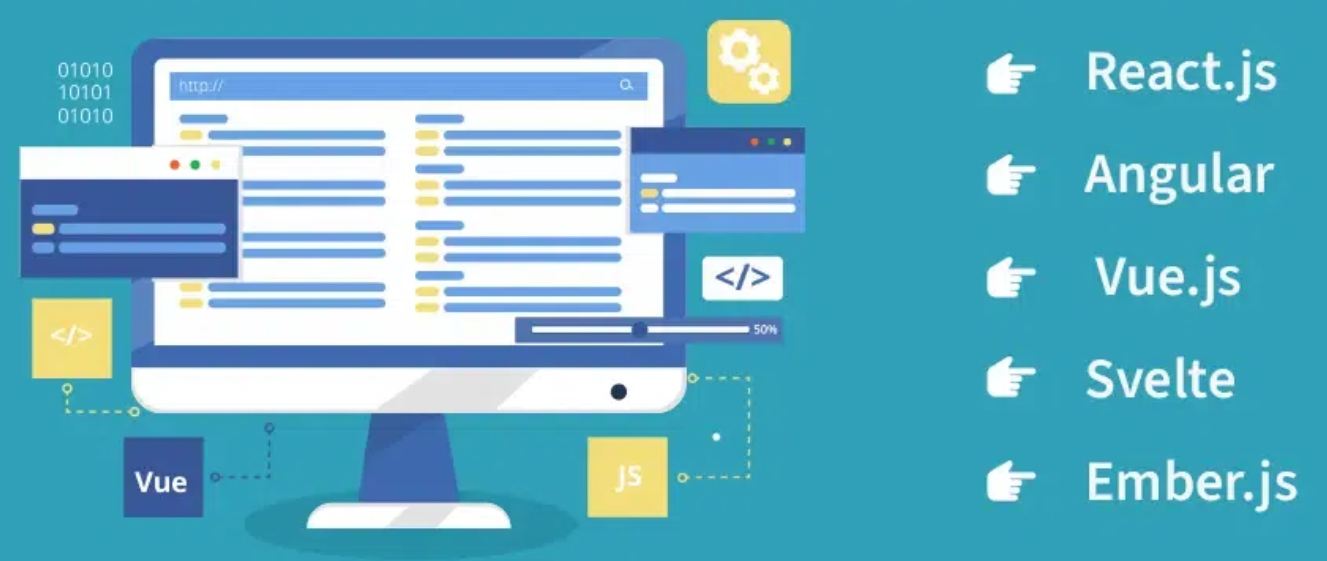 01010
10101
01010
http://
</>
50%
</>
Vue
JS
React.js
Angular
Vue.js
Svelte
Ember.js